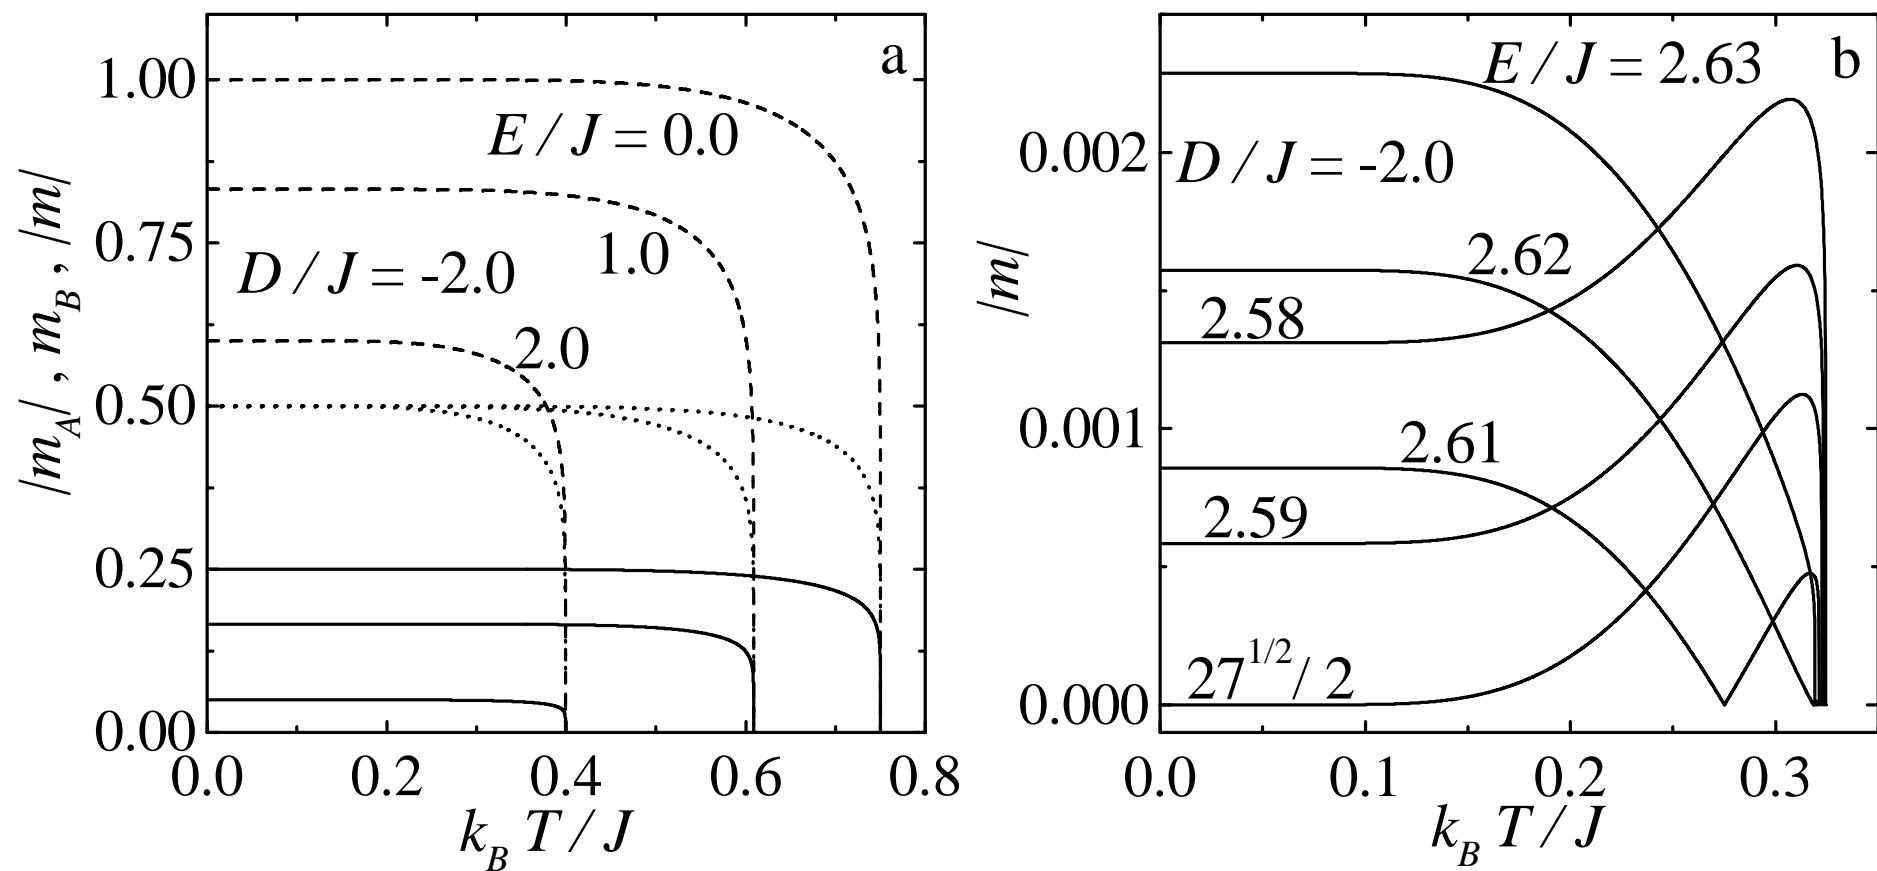 a
1.00
E / J = 0.0
0.75
1.0
D / J = -2.0
2.0
0.50
0.25
0.00
0.0 0.2 0.4 0.6 0.8
k_B T / J
|m_A| , m_B , |m|
b
E / J = 2.63
0.002
D / J = -2.0
2.62
2.58
0.001
2.61
2.59
27^{1/2} / 2
0.000
0.0 0.1 0.2 0.3
k_B T / J
|m|